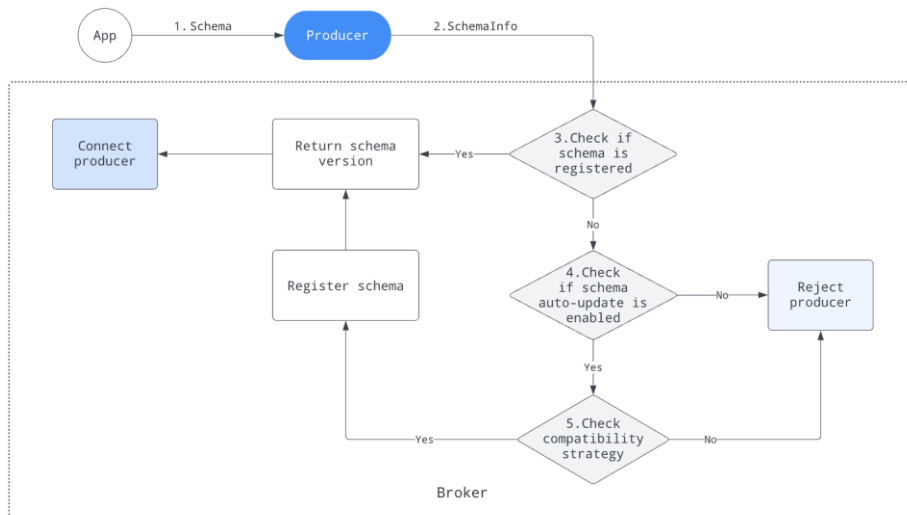 App
1.Schema
Producer
2.SchemaInfo
Connect
producer
Return schema
version
Yes
3.Check if
schema is
registered
No
Register schema
4.Check
if schema
auto-update is
enabled
No
Reject
producer
Yes
Yes
5.Check
compatibility
strategy
No
Broker